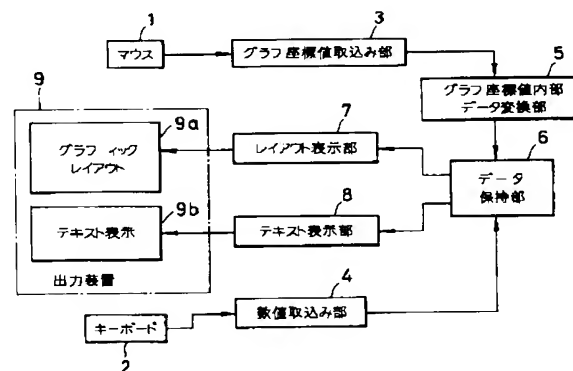 1
マウス
3
グラフ座標値取込み部
5
グラフ座標値内部
データ変換部
9
9a
グラフィック
レイアウト
7
レイアウト表示部
6
データ
保持部
9b
テキスト表示
8
テキスト表示部
出力装置
4
数値取込み部
キーボード
2